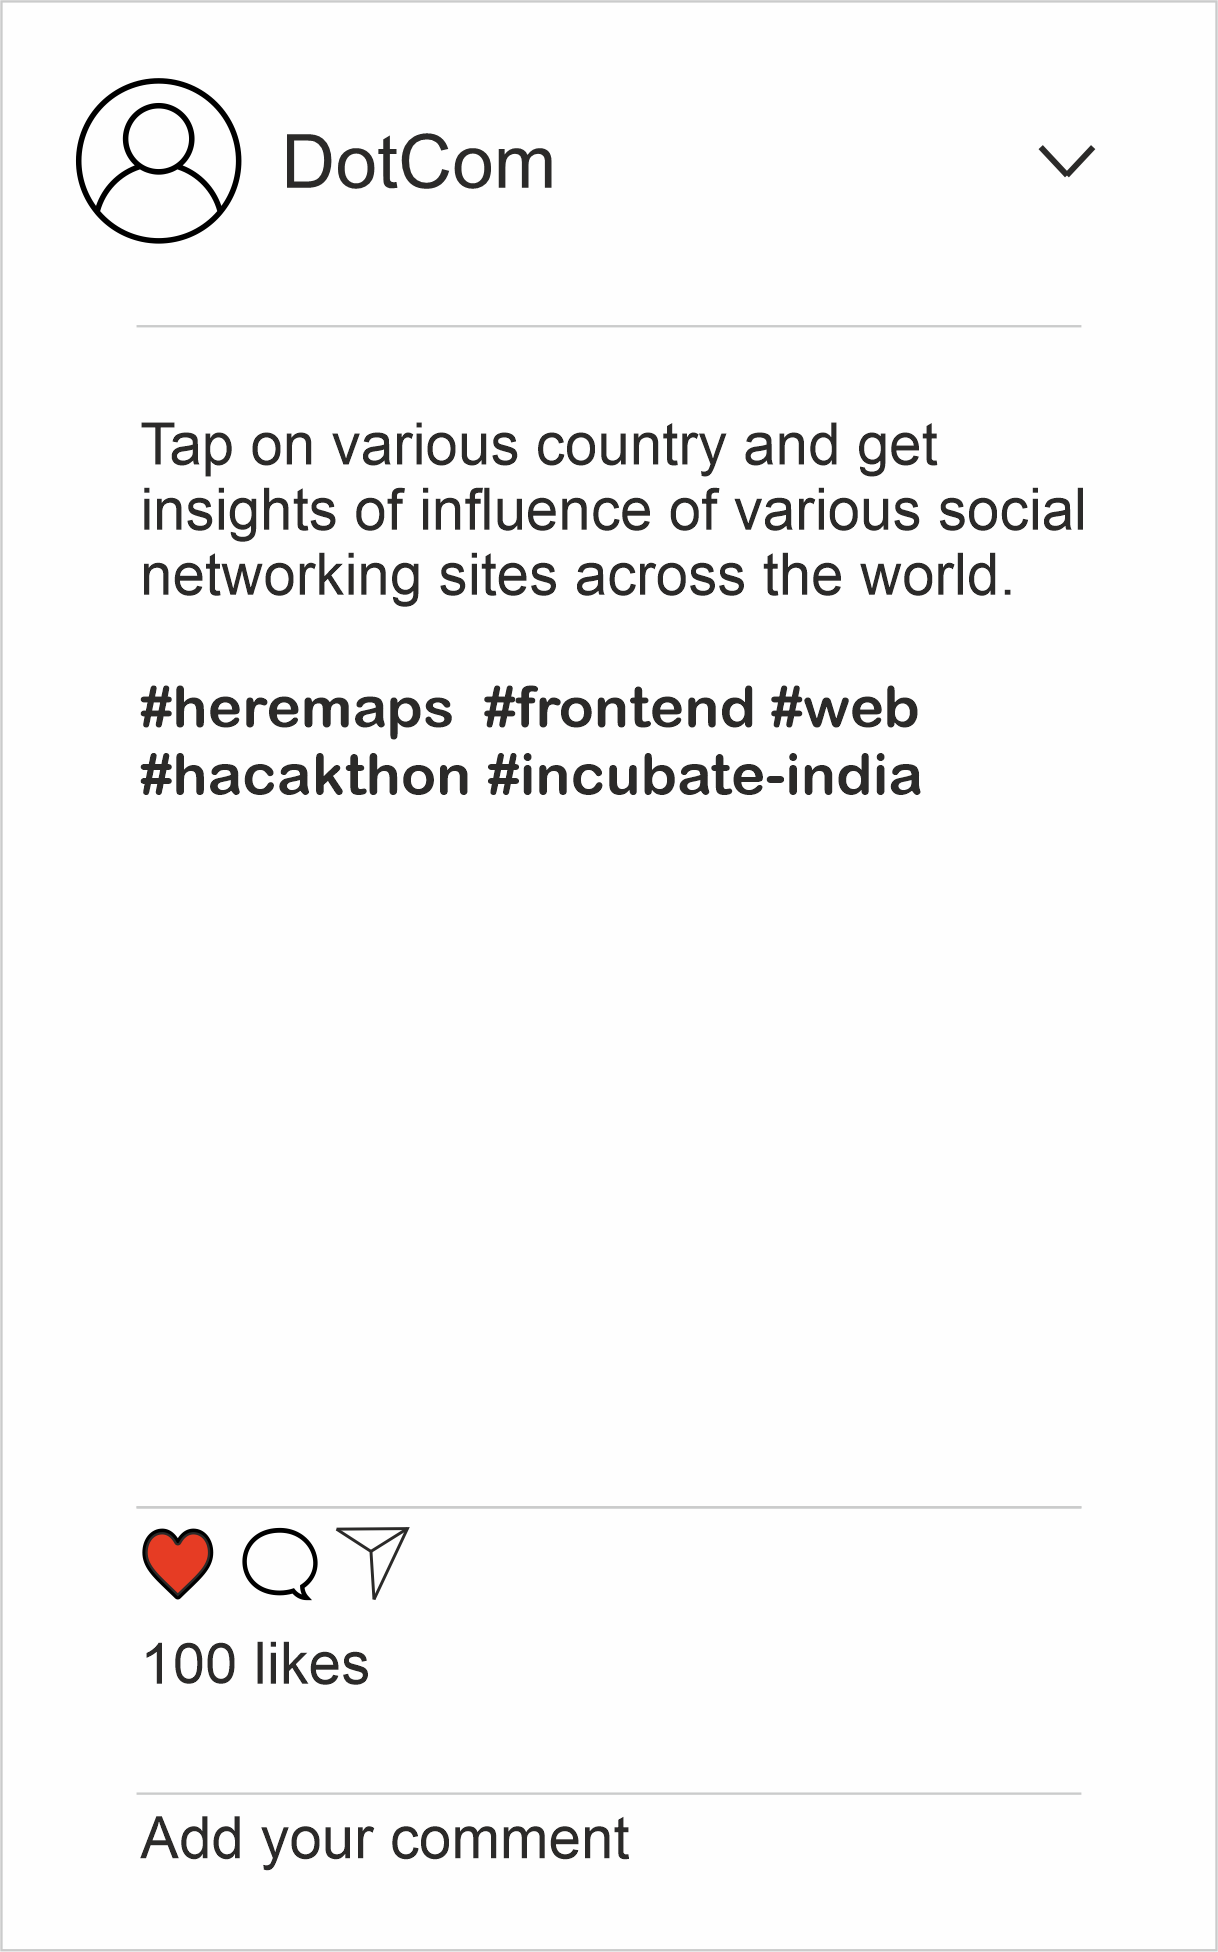 DotCom
Tap on various country and get
insights of influence of various social
networking sites across the world.
#heremaps  #frontend #web
#hacakthon #incubate-india
100 likes
Add your comment